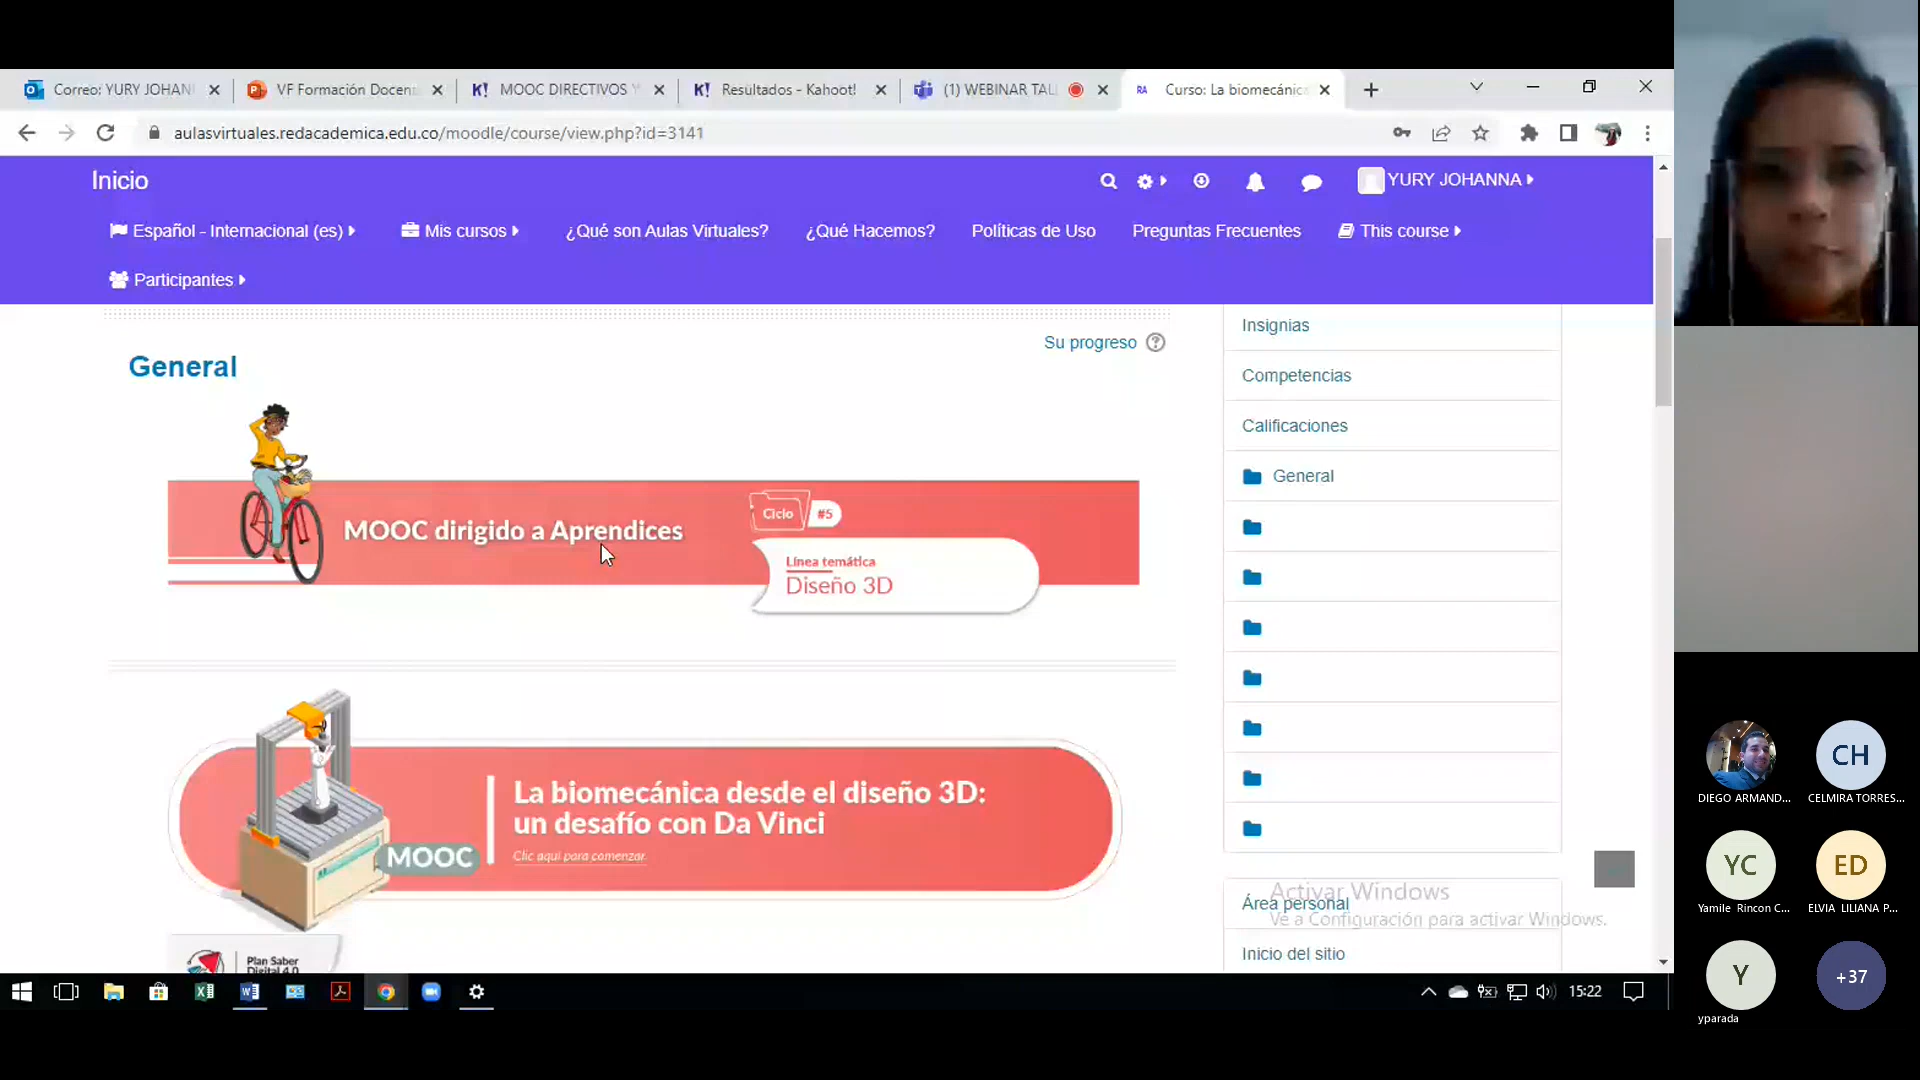 Correo: YURY JOHAN
VF Formación Docen
K! MOOC DIRECTIVOS Y
K! Resultados - Kahoot!
(1) WEBINAR TAL
RA Curso: La biomecánic
aulasvirtuales.redacademica.edu.co/moodle/course/view.php?id=3141
Inicio
YURY JOHANNA
Español - Internacional (es)
Mis cursos
¿Qué son Aulas Virtuales?
¿Qué Hacemos?
Políticas de Uso
Preguntas Frecuentes
This course
Participantes
Su progreso
General
MOOC dirigido a Aprendices
Ciclo #5
Línea temática
Diseño 3D
MOOC
La biomecánica desde el diseño 3D:
un desafío con Da Vinci
Clic aquí para comenzar.
Plan Saber
Digital 4.0
Insignias
Competencias
Calificaciones
General
Área personal
Inicio del sitio
Activar Windows
Ve a Configuración para activar Windows.
15:22
CH
DIEGO ARMAND...
CELMIRA TORRES...
YC
ED
Yamile Rincon C...
ELVIA LILIANA P...
Y
+37
yparada